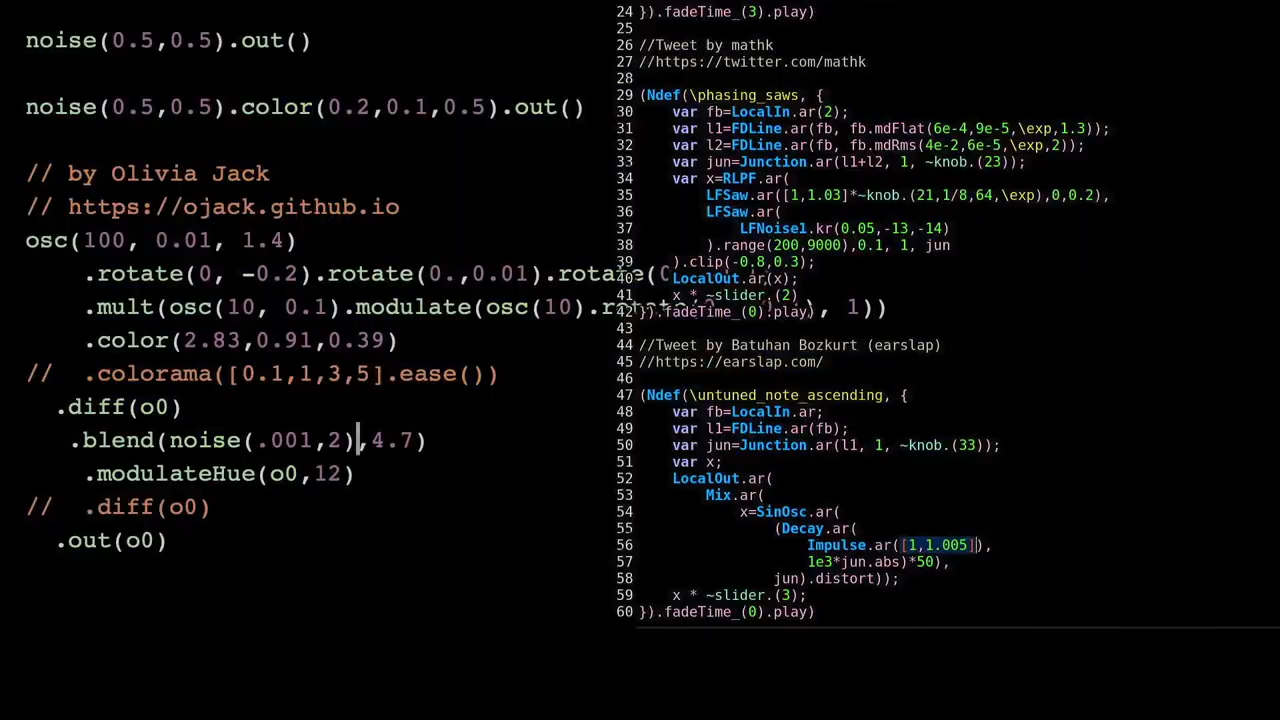 noise(0.5,0.5).out()
noise(0.5,0.5).color(0.2,0.1,0.5).out()
// by Olivia Jack
// https://ojack.github.io
osc(100, 0.01, 1.4)
.rotate(0, -0.2).rotate(0.,0.01).rotate(0
.mult(osc(10, 0.1).modulate(osc(10).rotate(0 , 1))
.color(2.83,0.91,0.39)
// .colorama([0.1,1,3,5].ease())
.diff(o0)
.blend(noise(.001,2),4.7)
.modulateHue(o0,12)
// .diff(o0)
.out(o0)
24 }).fadeTime_(3).play)
25
26 //Tweet by mathk
27 //https://twitter.com/mathk
28
29 (Ndef(\phasing_saws, {
30 var fb=LocalIn.ar(2);
31 var l1=FDLine.ar(fb, fb.mdFlat(6e-4,9e-5,\exp,1.3));
32 var l2=FDLine.ar(fb, fb.mdRms(4e-2,6e-5,\exp,2));
33 var jun=Junction.ar(l1+l2, 1, ~knob.(23));
34 var x=RLPF.ar(
35 LFSaw.ar([1,1.03]*~knob.(21,1/8,64,\exp),0,0.2),
36 LFSaw.ar(
37 LFNoise1.kr(0.05,-13,-14)
38 ).range(200,9000),0.1, 1, jun
39 ).clip(-0.8,0.3);
40 LocalOut.ar(x);
41 x * ~slider.(2)
42 }).fadeTime_(0).play)
43
44 //Tweet by Batuhan Bozkurt (earslap)
45 //https://earslap.com/
46
47 (Ndef(\untuned_note_ascending, {
48 var fb=LocalIn.ar;
49 var l1=FDLine.ar(fb);
50 var jun=Junction.ar(l1, 1, ~knob.(33));
51 var x;
52 LocalOut.ar(
53 Mix.ar(
54 x=SinOsc.ar(
55 (Decay.ar(
56 Impulse.ar([1,1.005]),
57 1e3*jun.abs)*50),
58 jun).distort));
59 x * ~slider.(3);
60 }).fadeTime_(0).play)